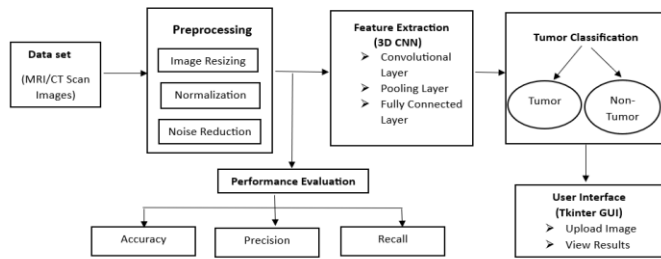 Data set
(MRI/CT Scan
Images)
Preprocessing
Image Resizing
Normalization
Noise Reduction
Feature Extraction
(3D CNN)
➤ Convolutional
Layer
➤ Pooling Layer
➤ Fully Connected
Layer
Tumor Classification
Tumor
Non-
Tumor
Performance Evaluation
Accuracy
Precision
Recall
User Interface
(Tkinter GUI)
➤ Upload Image
➤ View Results